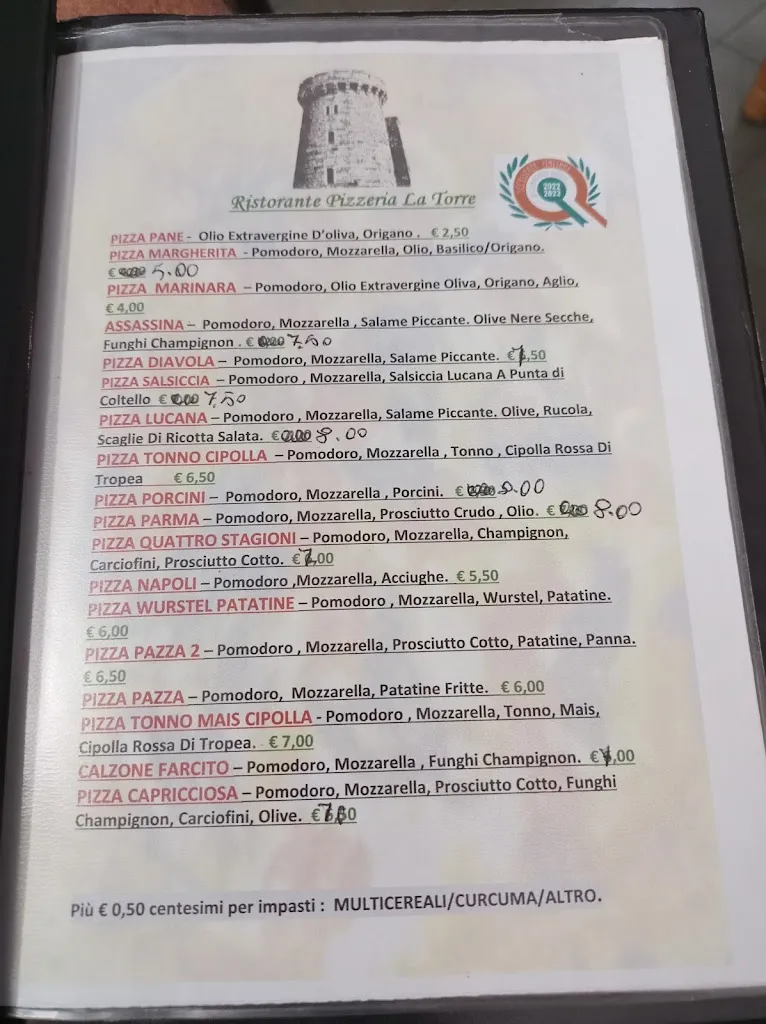 Ristorante Pizzeria La Torre
2022
2023
PIZZA PANE - Olio Extravergine D'oliva, Origano . € 2,50
PIZZA MARGHERITA - Pomodoro, Mozzarella, Olio, Basilico/Origano.
€ 5.00
PIZZA MARINARA – Pomodoro, Olio Extravergine Oliva, Origano, Aglio,
€ 4,00
ASSASSINA – Pomodoro, Mozzarella , Salame Piccante. Olive Nere Secche,
Funghi Champignon . € 7,50
PIZZA DIAVOLA – Pomodoro, Mozzarella, Salame Piccante. € ,50
PIZZA SALSICCIA – Pomodoro , Mozzarella, Salsiccia Lucana A Punta di
Coltello € 7,50
PIZZA LUCANA – Pomodoro , Mozzarella, Salame Piccante. Olive, Rucola,
Scaglie Di Ricotta Salata. € 8.00
PIZZA TONNO CIPOLLA – Pomodoro, Mozzarella , Tonno , Cipolla Rossa Di
Tropea € 6,50
PIZZA PORCINI – Pomodoro, Mozzarella , Porcini. €
PIZZA PARMA – Pomodoro, Mozzarella, Prosciutto Crudo , Olio. € 8.00
PIZZA QUATTRO STAGIONI – Pomodoro, Mozzarella, Champignon,
Carciofini, Prosciutto Cotto. € 7,00
PIZZA NAPOLI – Pomodoro ,Mozzarella, Acciughe. € 5,50
PIZZA WURSTEL PATATINE – Pomodoro , Mozzarella, Wurstel, Patatine.
€ 6,00
PIZZA PAZZA 2 – Pomodoro , Mozzarella, Prosciutto Cotto, Patatine, Panna.
€ 6,50
PIZZA PAZZA – Pomodoro, Mozzarella, Patatine Fritte. € 6,00
PIZZA TONNO MAIS CIPOLLA - Pomodoro , Mozzarella, Tonno, Mais,
Cipolla Rossa Di Tropea. € 7,00
CALZONE FARCITO – Pomodoro, Mozzarella , Funghi Champignon. € ,00
PIZZA CAPRICCIOSA – Pomodoro, Mozzarella, Prosciutto Cotto, Funghi
Champignon, Carciofini, Olive. €
Più € 0,50 centesimi per impasti : MULTICEREALI/CURCUMA/ALTRO.